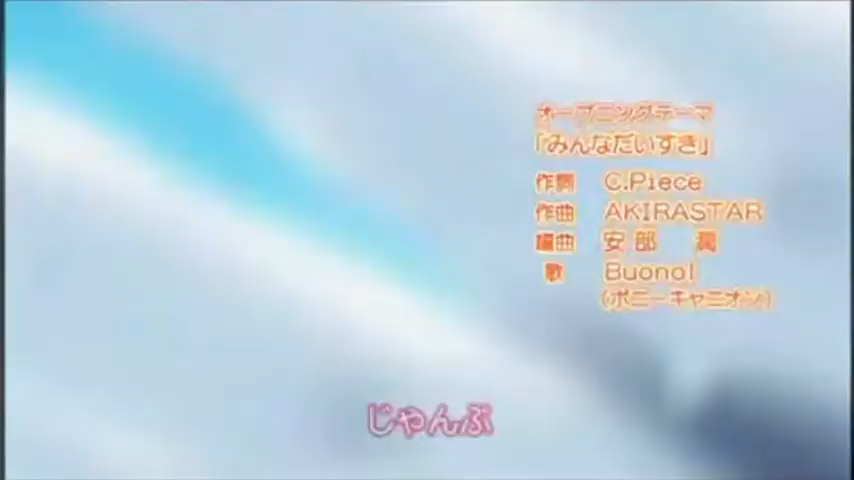 オープニングテーマ
「みんなだいすき」
作詞 C.Piece
作曲 AKIRASTAR
編曲 安部 潤
歌 Buono!
(ポニーキャニオン)
じゃんぷ